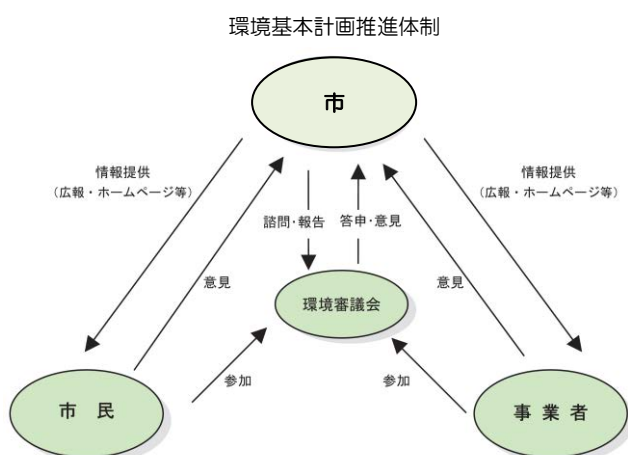 環境基本計画推進体制
市
情報提供
（広報・ホームページ等）
情報提供
（広報・ホームページ等）
諮問・報告
答申・意見
意見
意見
環境審議会
参加
参加
市 民
事 業 者